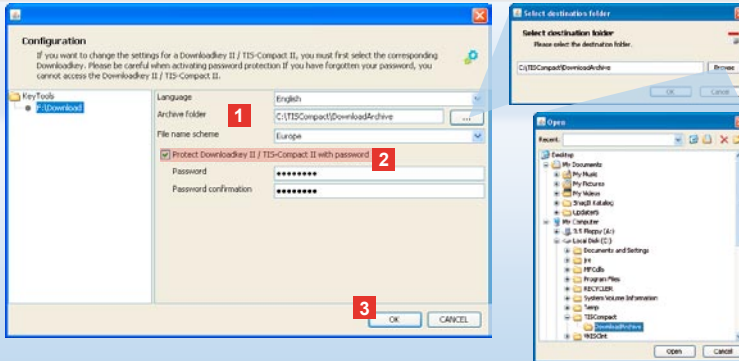 Configuration
If you want to change the settings for a Downloadkey II / TIS-Compact II, you must first select the corresponding
Downloadkey. Please be careful when activating password protection If you have forgotten your password, you
cannot access the Downloadkey II / TIS-Compact II.
KeyTools
F:\Download
Language
English
Archive folder
1
C:\TISCompact\DownloadArchive
...
File name scheme
Europe
Protect Downloadkey II / TIS-Compact II with password
2
Password
Password confirmation
3
OK
CANCEL
Select destination folder
Select destination folder
Please select the destination folder.
C:\TISCompact\DownloadArchive
Browse
OK
Cancel
Open
Recent:
Desktop
My Documents
My Music
My Pictures
My Videos
SnagIt Katalog
Updater5
My Computer
3.5 Floppy (A:)
Local Disk (C:)
Documents and Settings
Program Files
RECYCLER
System Volume Information
Temp
TISCompact
DownloadArchive
Open
Cancel